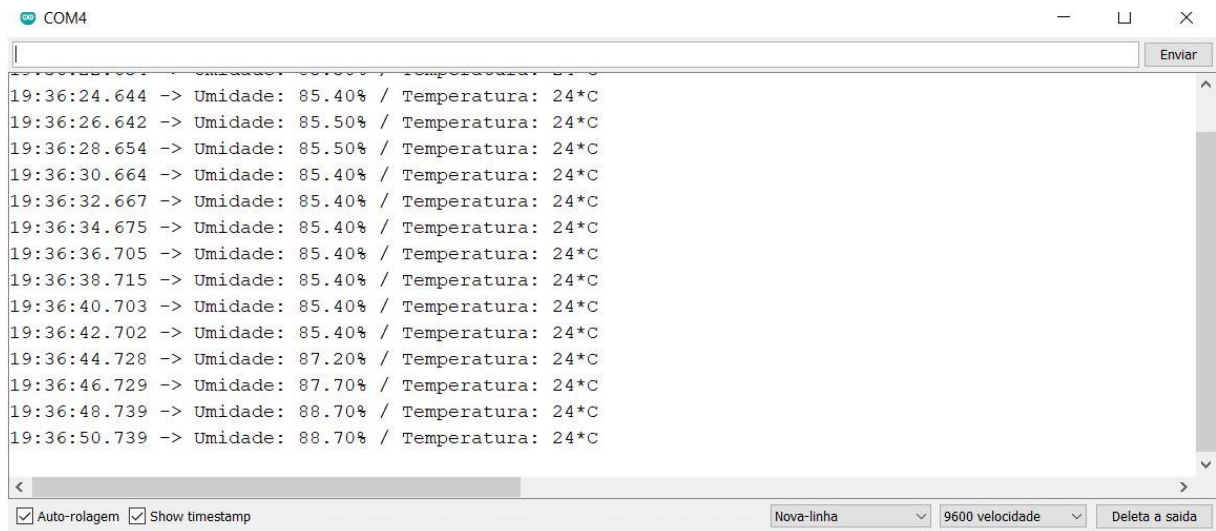 COM4
Enviar
19:36:24.644 -> Umidade: 85.40% / Temperatura: 24*C
19:36:26.642 -> Umidade: 85.50% / Temperatura: 24*C
19:36:28.654 -> Umidade: 85.50% / Temperatura: 24*C
19:36:30.664 -> Umidade: 85.40% / Temperatura: 24*C
19:36:32.667 -> Umidade: 85.40% / Temperatura: 24*C
19:36:34.675 -> Umidade: 85.40% / Temperatura: 24*C
19:36:36.705 -> Umidade: 85.40% / Temperatura: 24*C
19:36:38.715 -> Umidade: 85.40% / Temperatura: 24*C
19:36:40.703 -> Umidade: 85.40% / Temperatura: 24*C
19:36:42.702 -> Umidade: 85.40% / Temperatura: 24*C
19:36:44.728 -> Umidade: 87.20% / Temperatura: 24*C
19:36:46.729 -> Umidade: 87.70% / Temperatura: 24*C
19:36:48.739 -> Umidade: 88.70% / Temperatura: 24*C
19:36:50.739 -> Umidade: 88.70% / Temperatura: 24*C
Auto-rolagem Show timestamp Nova-linha 9600 velocidade Deleta a saida